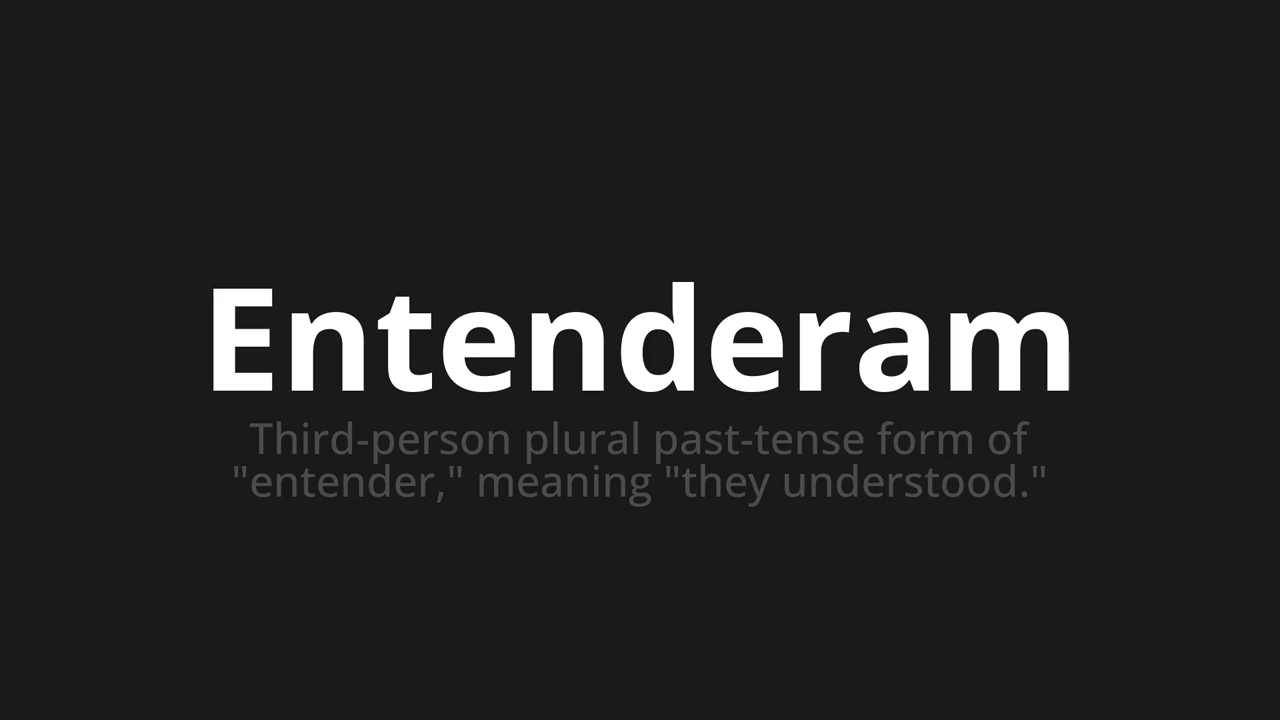 Entenderam
Third-person plural past-tense form of
"entender," meaning "they understood."